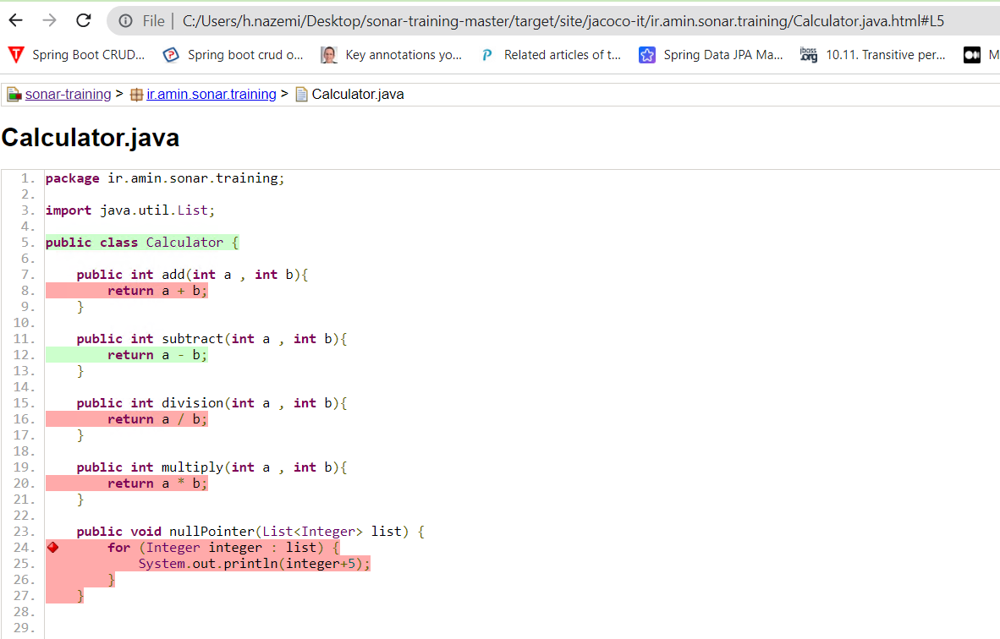 File | C:/Users/h.nazemi/Desktop/sonar-training-master/target/site/jacoco-it/ir.amin.sonar.training/Calculator.java.html#L5
Spring Boot CRUD... Spring boot crud o... Key annotations yo... Related articles of t... Spring Data JPA Ma... jboss.org 10.11. Transitive per... M
sonar-training > ir.amin.sonar.training > Calculator.java
Calculator.java
1. package ir.amin.sonar.training;
2.
3. import java.util.List;
4.
5. public class Calculator {
6.
7. public int add(int a , int b){
8. return a + b;
9. }
10.
11. public int subtract(int a , int b){
12. return a - b;
13. }
14.
15. public int division(int a , int b){
16. return a / b;
17. }
18.
19. public int multiply(int a , int b){
20. return a * b;
21. }
22.
23. public void nullPointer(List<Integer> list) {
24. for (Integer integer : list) {
25. System.out.println(integer+5);
26. }
27. }
28.
29.